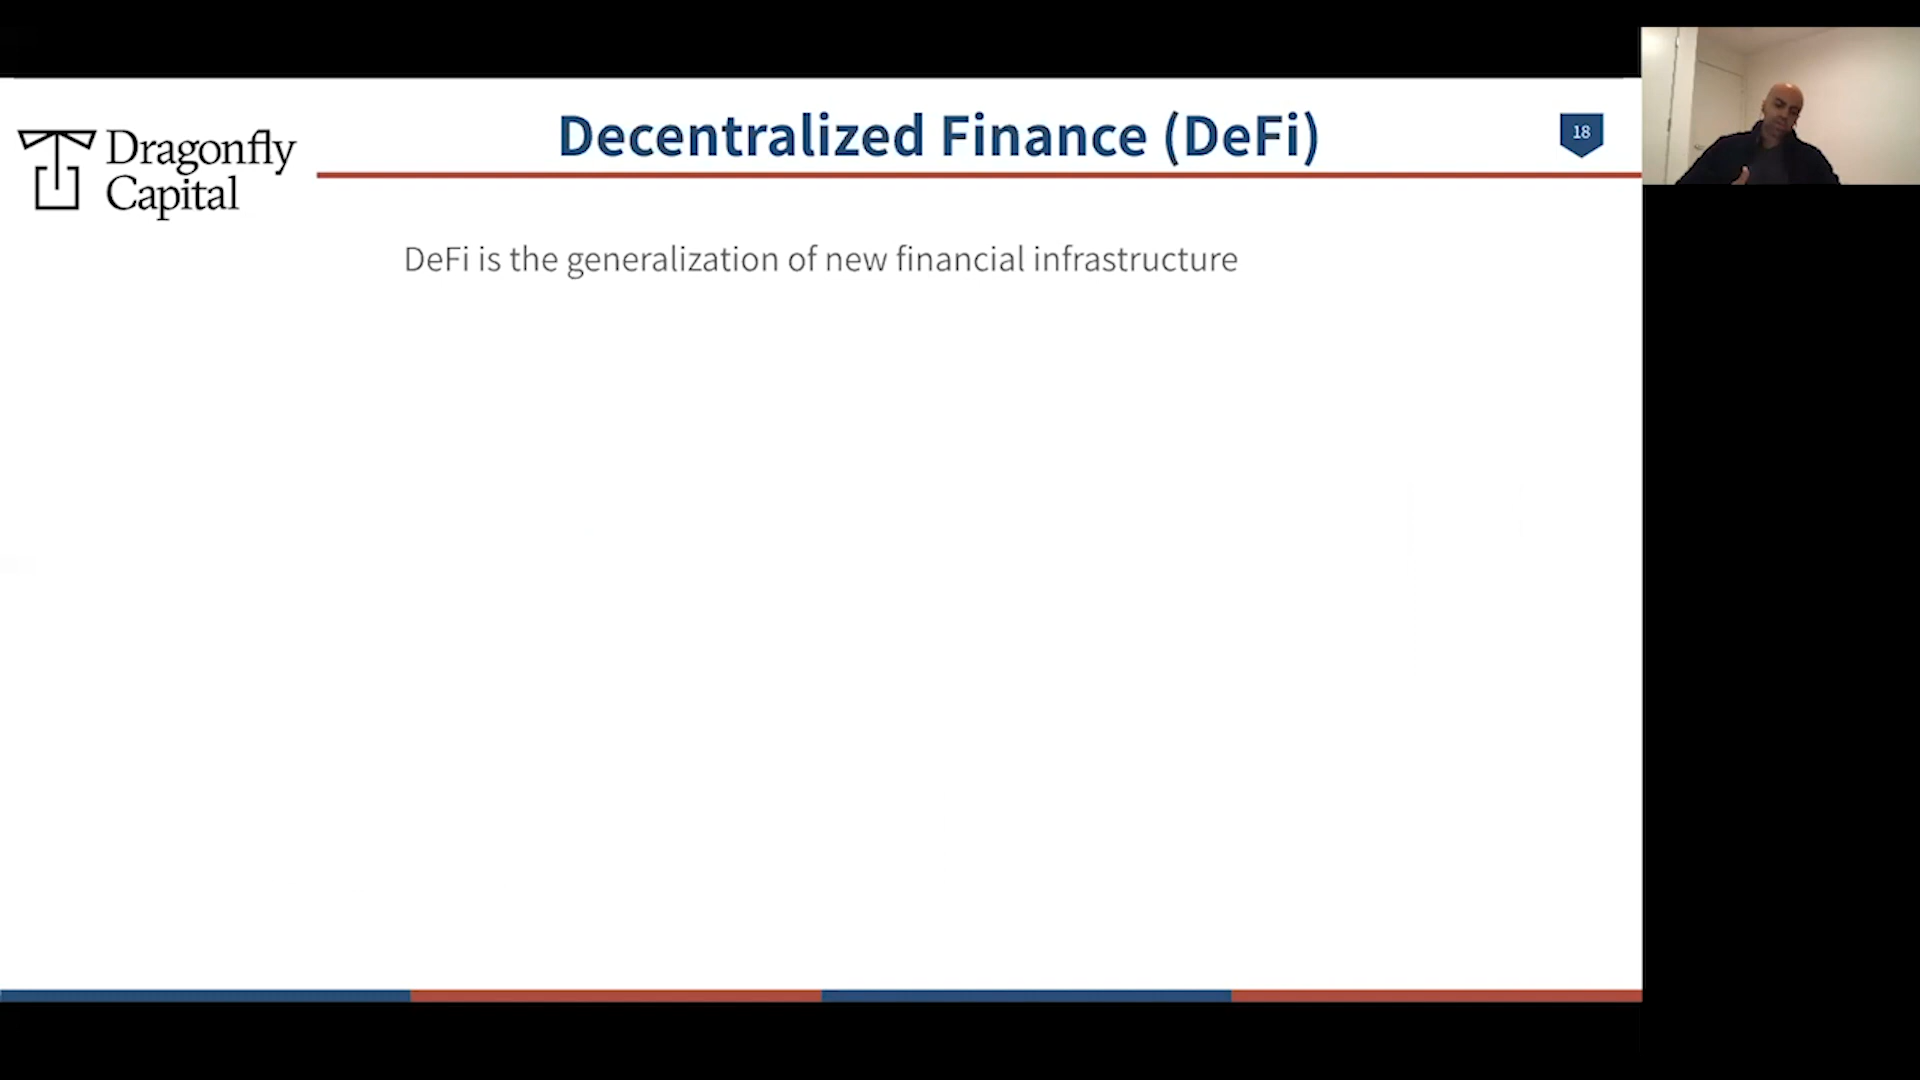 Dragonfly
Capital
Decentralized Finance (DeFi)
18
DeFi is the generalization of new financial infrastructure